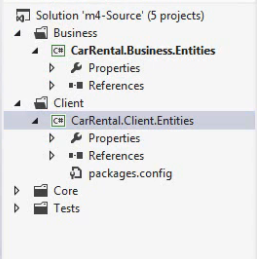 Solution 'm4-Source' (5 projects)
Business
C# CarRental.Business.Entities
Properties
References
Client
C# CarRental.Client.Entities
Properties
References
packages.config
Core
Tests